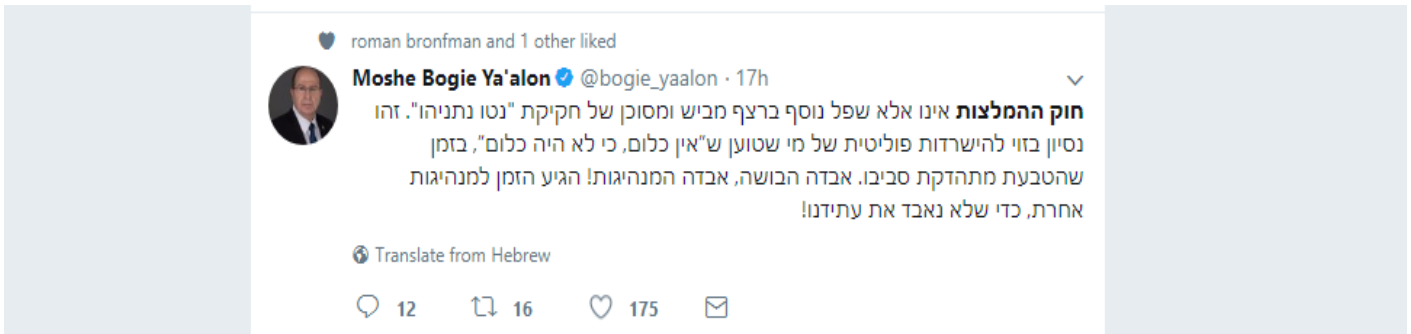 roman bronfman and 1 other liked
Moshe Bogie Ya'alon @bogie_yaalon · 17h
חוק ההמלצות אינו אלא שפל נוסף ברצף מביש ומסוכן של חקיקת "נטו נתניהו". זהו
נסיון בזוי להישרדות פוליטית של מי שטוען ש"אין כלום, כי לא היה כלום", בזמן
שהטבעת מתהדקת סביבו. אבדה הבושה, אבדה המנהיגות! הגיע הזמן למנהיגות
אחרת, כדי שלא נאבד את עתידנו!
Translate from Hebrew
12 16 175